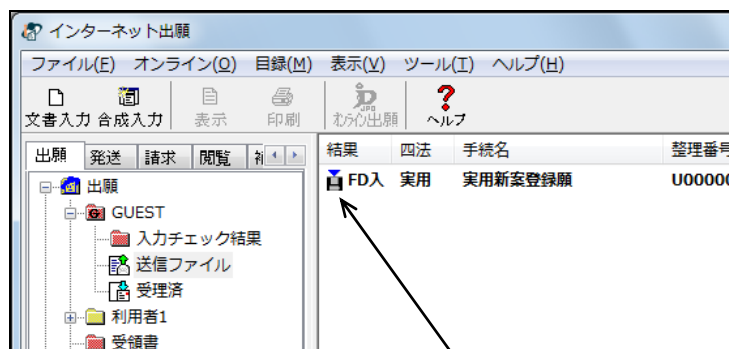 インターネット出願
ファイル(F) オンライン(O) 目録(M) 表示(V) ツール(T) ヘルプ(H)
文書入力 合成入力 表示 印刷 オンライン出願 ヘルプ
出願 発送 請求 閲覧
結果 四法 手続名 整理番号
FD入 実用 実用新案登録願 U00000
出願
GUEST
入力チェック結果
送信ファイル
受理済
利用者1
受領書